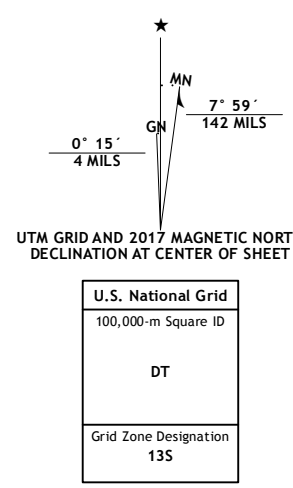 MN
7° 59´
142 MILS
GN
0° 15´
4 MILS
UTM GRID AND 2017 MAGNETIC NORT
DECLINATION AT CENTER OF SHEET
U.S. National Grid
100,000-m Square ID
DT
Grid Zone Designation
13S